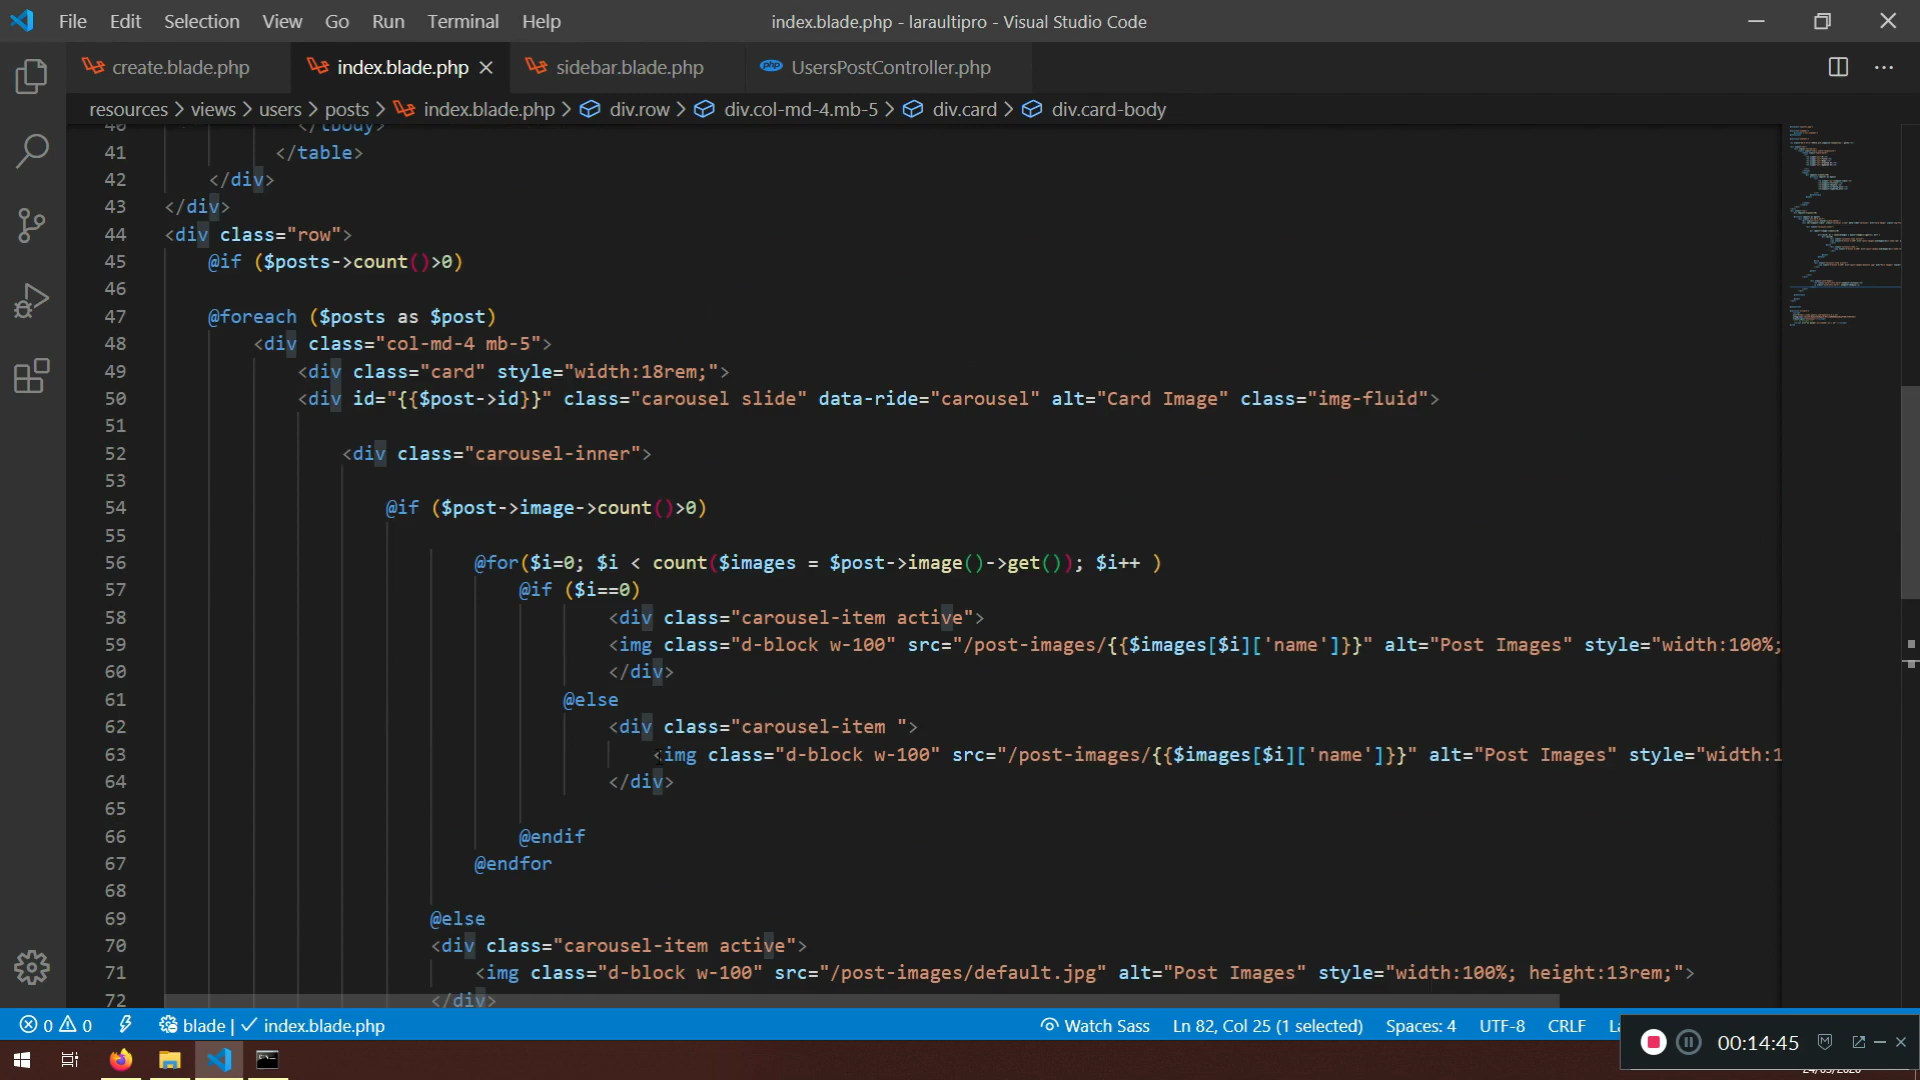 File Edit Selection View Go Run Terminal Help
index.blade.php - laraultipro - Visual Studio Code
create.blade.php index.blade.php sidebar.blade.php UsersPostController.php
resources > views > users > posts > index.blade.php > div.row > div.col-md-4.mb-5 > div.card > div.card-body
40 </tbody>
41 </table>
42 </div>
43 </div>
44 <div class="row">
45 @if ($posts->count()>0)
46
47 @foreach ($posts as $post)
48 <div class="col-md-4 mb-5">
49 <div class="card" style="width:18rem;">
50 <div id="{{$post->id}}" class="carousel slide" data-ride="carousel" alt="Card Image" class="img-fluid">
51
52 <div class="carousel-inner">
53
54 @if ($post->image->count()>0)
55
56 @for($i=0; $i < count($images = $post->image()->get()); $i++ )
57 @if ($i==0)
58 <div class="carousel-item active">
59 <img class="d-block w-100" src="/post-images/{{$images[$i]['name']}}" alt="Post Images" style="width:100%;
60 </div>
61 @else
62 <div class="carousel-item ">
63 <img class="d-block w-100" src="/post-images/{{$images[$i]['name']}}" alt="Post Images" style="width:1
64 </div>
65
66 @endif
67 @endfor
68
69 @else
70 <div class="carousel-item active">
71 <img class="d-block w-100" src="/post-images/default.jpg" alt="Post Images" style="width:100%; height:13rem;">
72 </div>
0 0 blade | index.blade.php Watch Sass Ln 82, Col 25 (1 selected) Spaces: 4 UTF-8 CRLF
00:14:45